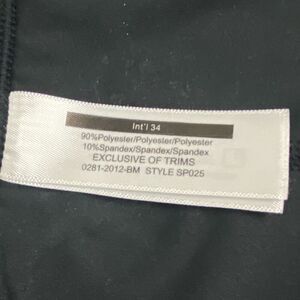 Int'l 34
90%Polyester/Polyester/Polyester
10%Spandex/Spandex/Spandex
EXCLUSIVE OF TRIMS
0281-2012-BM STYLE SP025